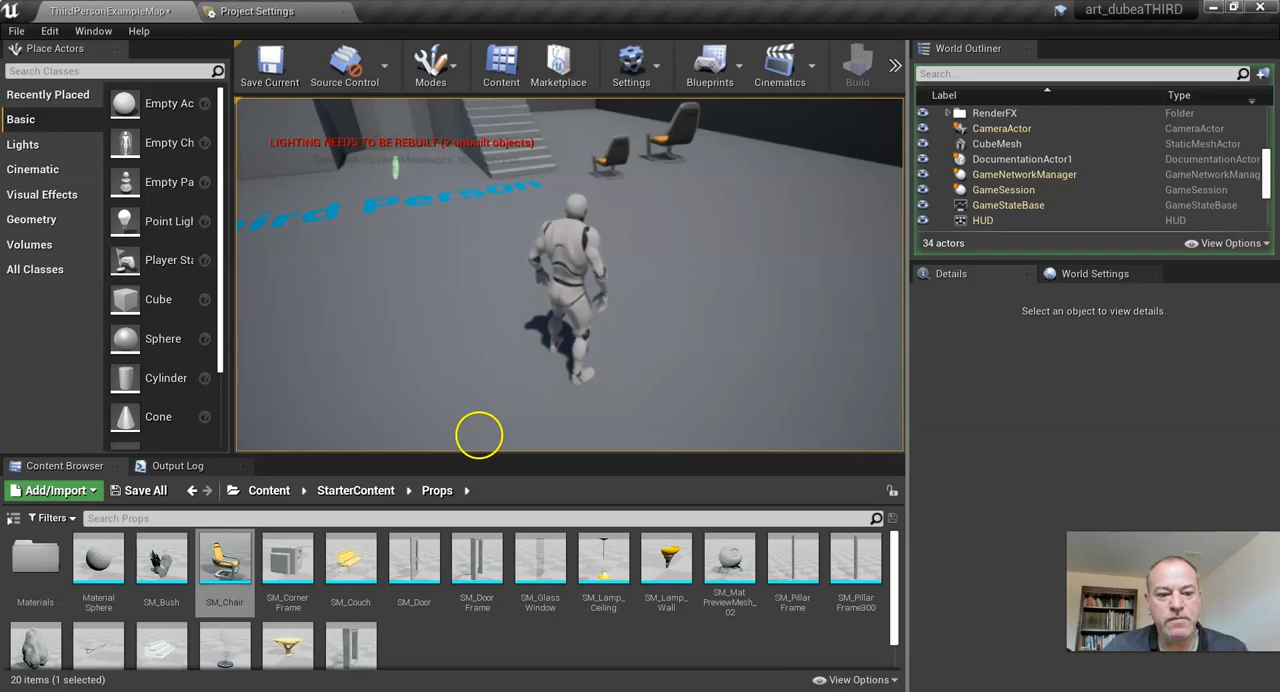 ThirdPersonExampleMap*
Project Settings
art_dubeaTHIRD
File
Edit
Window
Help
Place Actors
Search Classes
Recently Placed
Basic
Lights
Cinematic
Visual Effects
Geometry
Volumes
All Classes
Empty Ac
Empty Ch
Empty Pa
Point Ligh
Player Sta
Cube
Sphere
Cylinder
Cone
Save Current
Source Control
Modes
Content
Marketplace
Settings
Blueprints
Cinematics
Build
LIGHTING NEEDS TO BE REBUILT (2 unbuilt objects)
hird Person
World Outliner
Search...
Label
Type
RenderFX
Folder
CameraActor
CameraActor
CubeMesh
StaticMeshActor
DocumentationActor1
DocumentationActor
GameNetworkManager
GameNetworkManag
GameSession
GameSession
GameStateBase
GameStateBase
HUD
HUD
34 actors
View Options
Details
World Settings
Select an object to view details.
Content Browser
Output Log
Add/Import
Save All
Content
StarterContent
Props
Filters
Search Props
Materials
Material
Sphere
SM_Bush
SM_Chair
SM_Corner
Frame
SM_Couch
SM_Door
SM_Door
Frame
SM_Glass
Window
SM_Lamp_
Ceiling
SM_Lamp_
Wall
SM_Mat
PreviewMesh_
02
SM_Pillar
Frame
SM_Pillar
Frame300
20 items (1 selected)
View Options